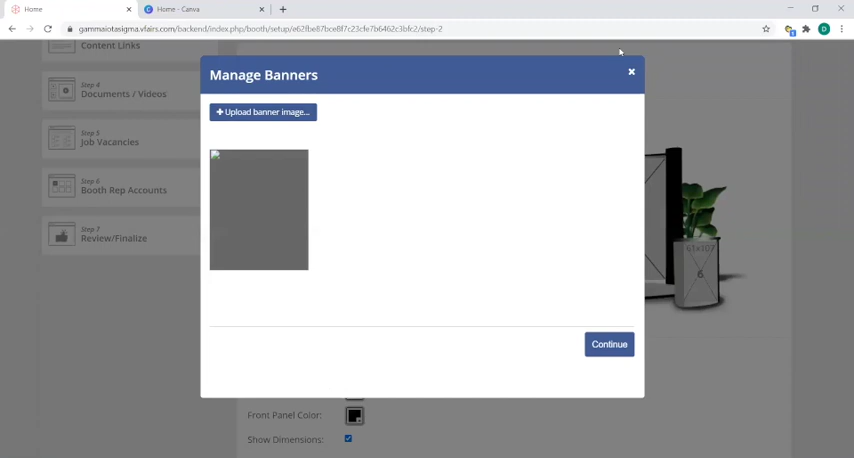 Home
Home - Canva
gammaiotasigma.vfairs.com/backend/index.php/booth/setup/e62fbe87bce8f7c23cfe7b6462c3bfc2/step-2
D
Content Links
Step 4
Documents / Videos
Step 5
Job Vacancies
Step 6
Booth Rep Accounts
Step 7
Review/Finalize
Manage Banners
+ Upload banner image...
Continue
61x107
6
Front Panel Color:
Show Dimensions: